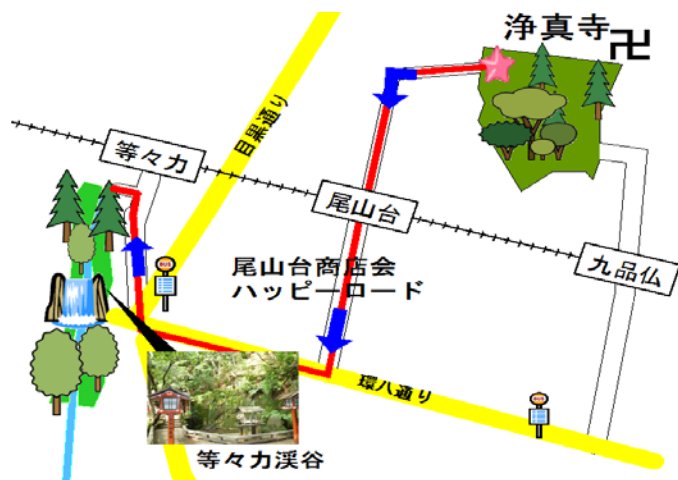 浄真寺
卍
目黒通り
等々力
尾山台
九品仏
尾山台商店会
ハッピーロード
BUS
環八通り
BUS
等々力渓谷